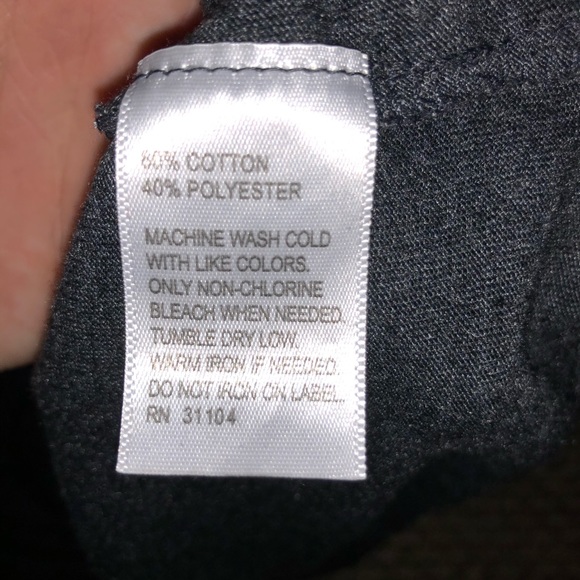 60% COTTON
40% POLYESTER
MACHINE WASH COLD
WITH LIKE COLORS.
ONLY NON-CHLORINE
BLEACH WHEN NEEDED.
TUMBLE DRY LOW.
WARM IRON IF NEEDED.
DO NOT IRON ON LABEL.
RN 31104